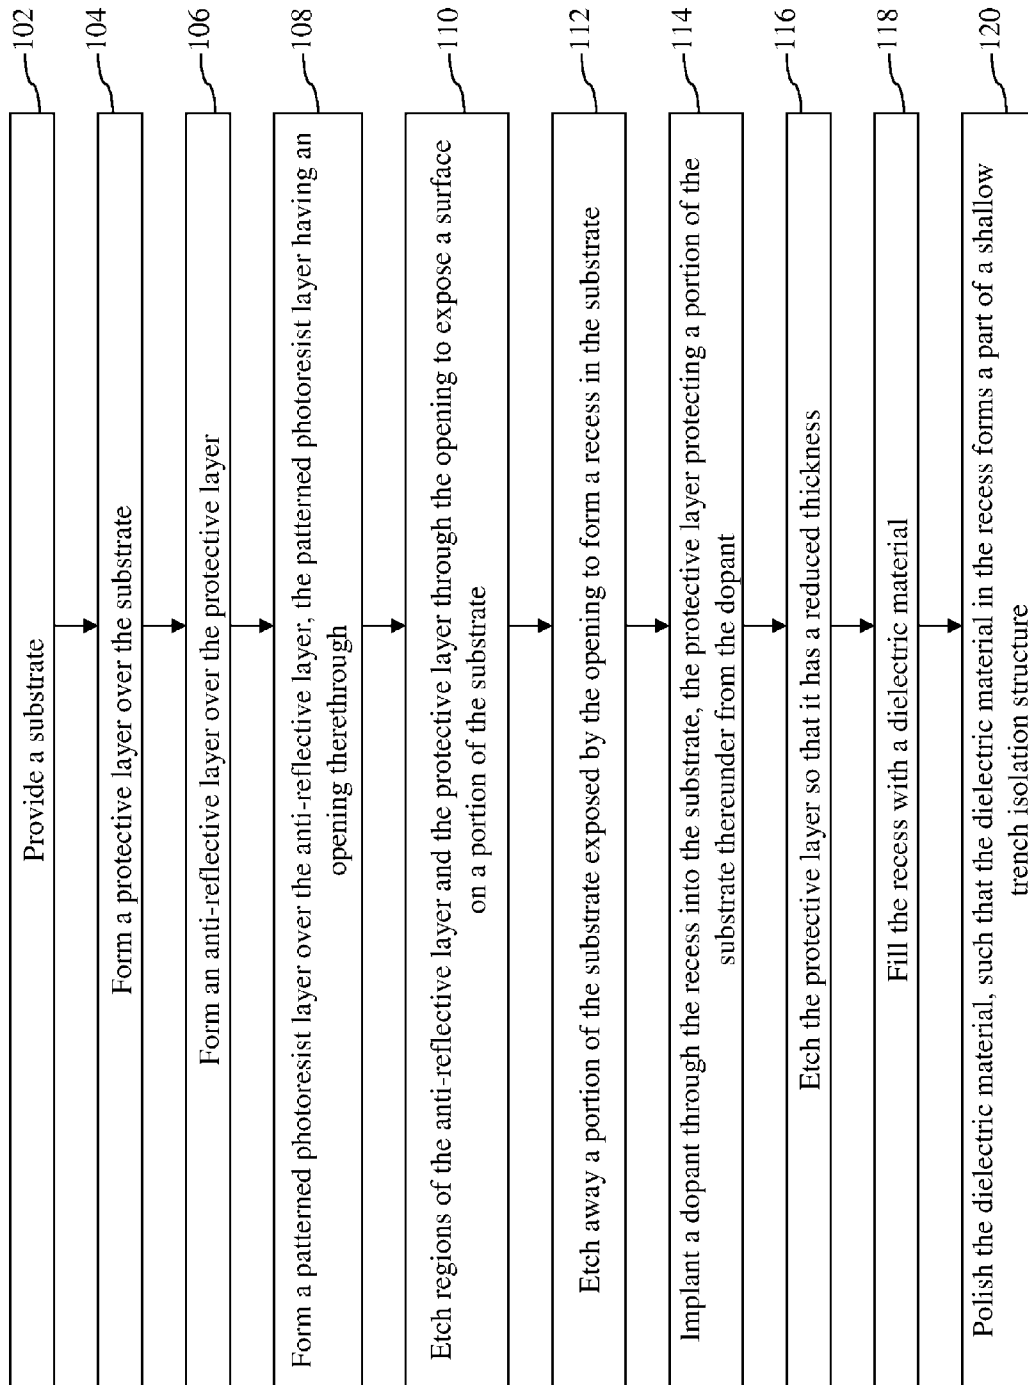 Provide a substrate
102
Form a protective layer over the substrate
104
Form an anti-reflective layer over the protective layer
106
Form a patterned photoresist layer over the anti-reflective layer, the patterned photoresist layer having an
opening therethrough
108
Etch regions of the anti-reflective layer and the protective layer through the opening to expose a surface
on a portion of the substrate
110
Etch away a portion of the substrate exposed by the opening to form a recess in the substrate
112
Implant a dopant through the recess into the substrate, the protective layer protecting a portion of the
substrate thereunder from the dopant
114
Etch the protective layer so that it has a reduced thickness
116
Fill the recess with a dielectric material
118
Polish the dielectric material, such that the dielectric material in the recess forms a part of a shallow
trench isolation structure
120